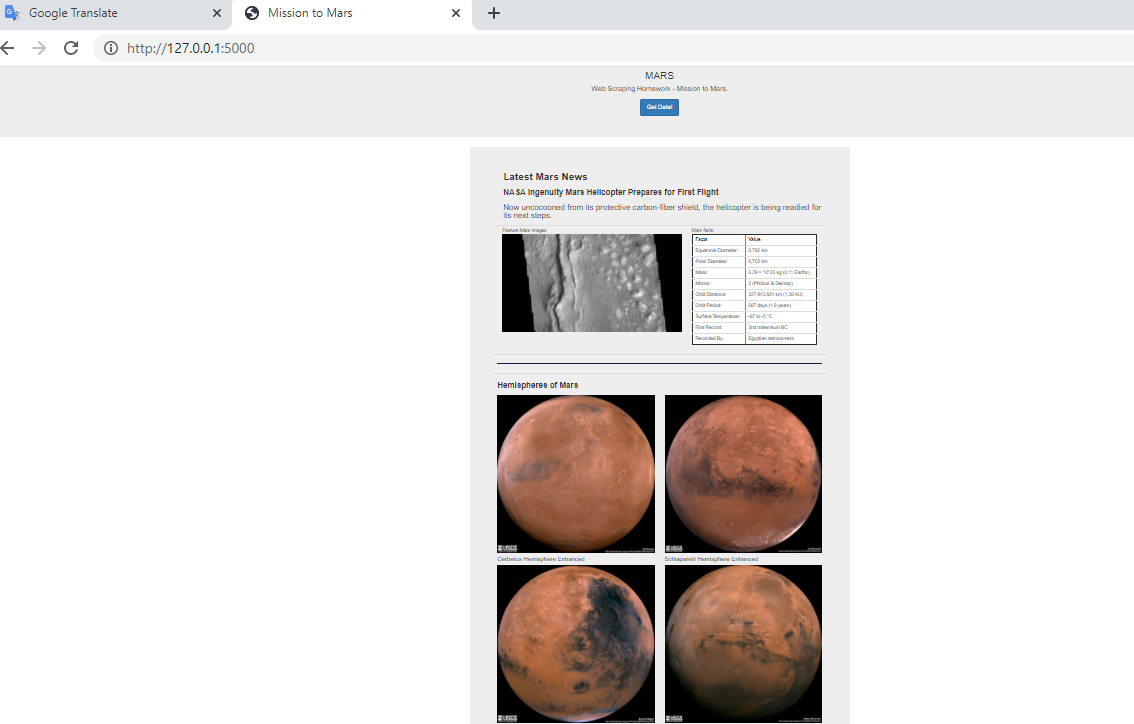 Google Translate
Mission to Mars
http://127.0.0.1:5000
MARS
Web Scraping Homework - Mission to Mars.
Get Data!
Latest Mars News
NASA Ingenuity Mars Helicopter Prepares for First Flight
Now uncocooned from its protective carbon-fiber shield, the helicopter is being readied for
its next steps.
Feature Mars Images
Mars facts
Facts Value
Equatorial Diameter: 6,792 km
Polar Diameter: 6,752 km
Mass: 6.39 × 10^23 kg (0.11 Earths)
Moons: 2 (Phobos & Deimos)
Orbit Distance: 227,943,824 km (1.38 AU)
Orbit Period: 687 days (1.9 years)
Surface Temperature: -87 to -5 °C
First Record: 2nd millennium BC
Recorded By: Egyptian astronomers
Hemispheres of Mars
USGS
USGS
Cerberus Hemisphere Enhanced
Schiaparelli Hemisphere Enhanced
USGS
USGS